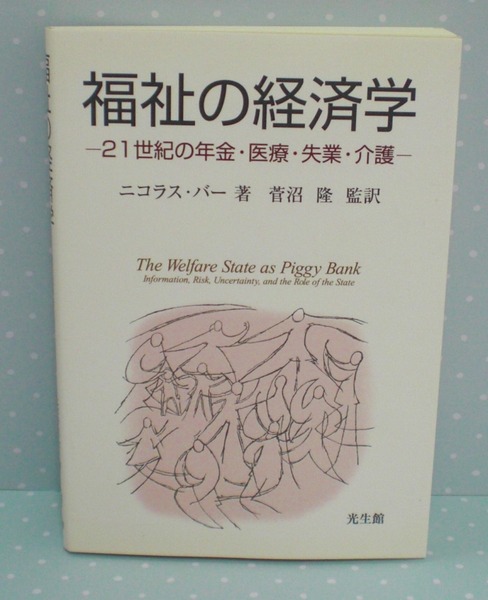 福祉の経済学
―21世紀の年金・医療・失業・介護―
ニコラス・バー 著 菅沼 隆 監訳
The Welfare State as Piggy Bank
Information, Risk, Uncertainty, and the Role of the State
光生館